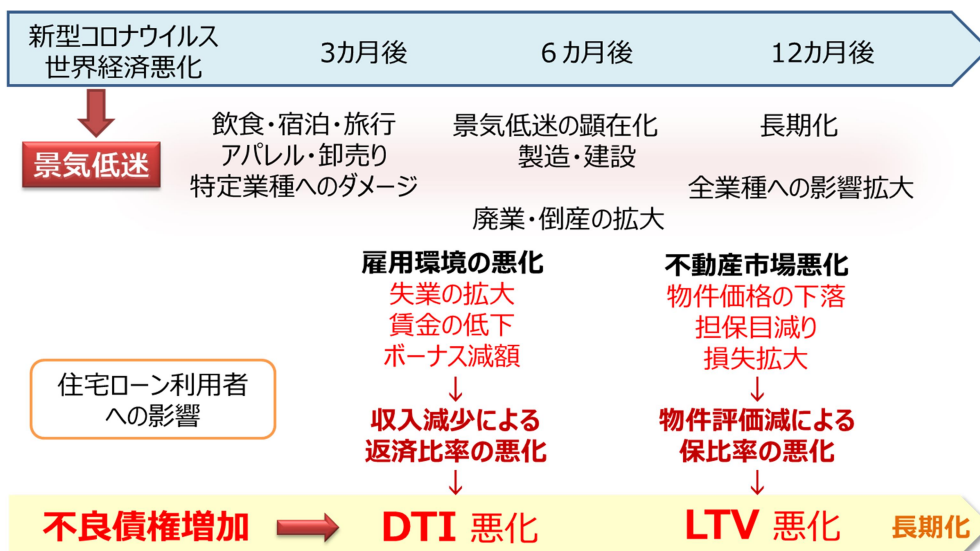 新型コロナウイルス
世界経済悪化
3カ月後
６カ月後
12カ月後
景気低迷
飲食・宿泊・旅行
アパレル・卸売り
特定業種へのダメージ
景気低迷の顕在化
製造・建設
廃業・倒産の拡大
長期化
全業種への影響拡大
雇用環境の悪化
失業の拡大
賃金の低下
ボーナス減額
↓
収入減少による
返済比率の悪化
↓
不動産市場悪化
物件価格の下落
担保目減り
損失拡大
↓
物件評価減による
保比率の悪化
↓
住宅ローン利用者
への影響
不良債権増加
DTI 悪化
LTV 悪化
長期化